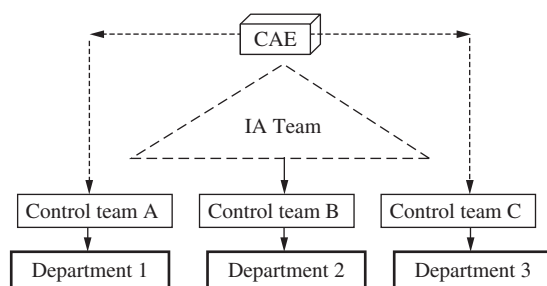 CAE
IA Team
Control team A
Control team B
Control team C
Department 1
Department 2
Department 3